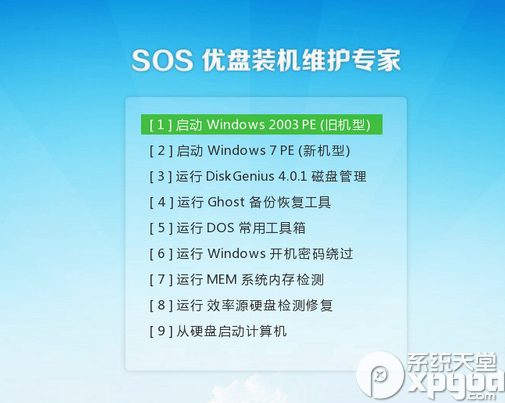 SOS 优盘装机维护专家
[ 1 ] 启动 Windows 2003 PE (旧机型)
[ 2 ] 启动 Windows 7 PE (新机型)
[ 3 ] 运行 DiskGenius 4.0.1 磁盘管理
[ 4 ] 运行 Ghost 备份恢复工具
[ 5 ] 运行 DOS 常用工具箱
[ 6 ] 运行 Windows 开机密码绕过
[ 7 ] 运行 MEM 系统内存检测
[ 8 ] 运行 效率源硬盘检测修复
[ 9 ] 从硬盘启动计算机
系统天堂
xpgod